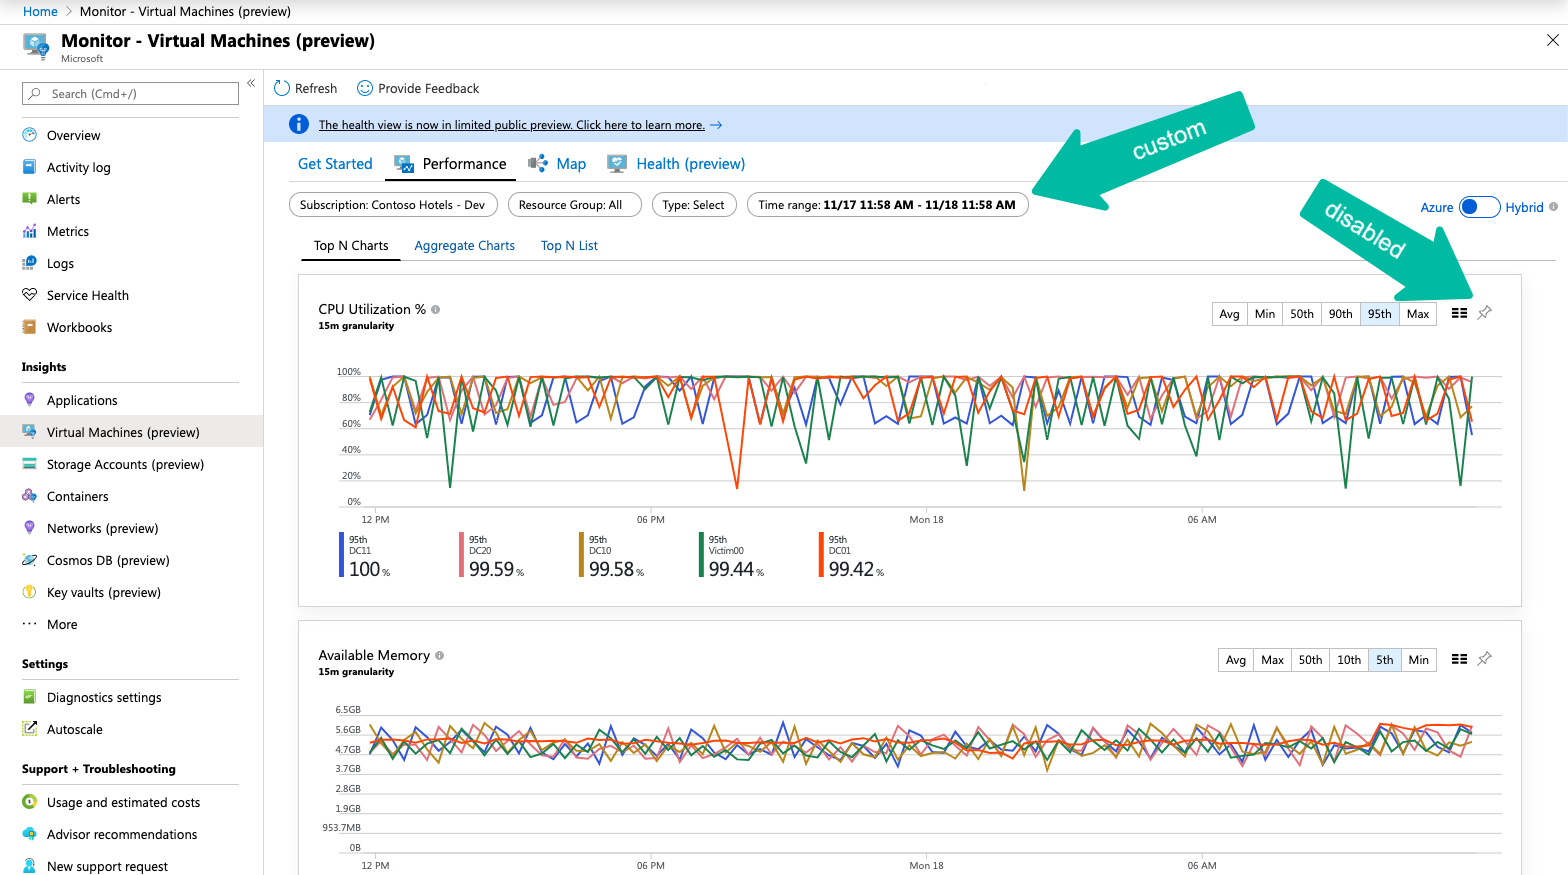 Home > Monitor - Virtual Machines (preview)
Monitor - Virtual Machines (preview)
Microsoft
Search (Cmd+/)
Overview
Activity log
Alerts
Metrics
Logs
Service Health
Workbooks
Insights
Applications
Virtual Machines (preview)
Storage Accounts (preview)
Containers
Networks (preview)
Cosmos DB (preview)
Key vaults (preview)
More
Settings
Diagnostics settings
Autoscale
Support + Troubleshooting
Usage and estimated costs
Advisor recommendations
New support request
Refresh Provide Feedback
The health view is now in limited public preview. Click here to learn more. →
custom
Get Started Performance Map Health (preview)
Subscription: Contoso Hotels - Dev Resource Group: All Type: Select Time range: 11/17 11:58 AM - 11/18 11:58 AM
Azure Hybrid
disabled
Top N Charts Aggregate Charts Top N List
CPU Utilization %
15m granularity
Avg Min 50th 90th 95th Max
100%
80%
60%
40%
20%
0%
12 PM 06 PM Mon 18 06 AM
95th 95th 95th 95th 95th
DC11 DC20 DC10 Victim00 DC01
100 % 99.59 % 99.58 % 99.44 % 99.42 %
Available Memory
15m granularity
Avg Max 50th 10th 5th Min
6.5GB
5.6GB
4.7GB
3.7GB
2.8GB
1.9GB
953.7MB
0B
12 PM 06 PM Mon 18 06 AM